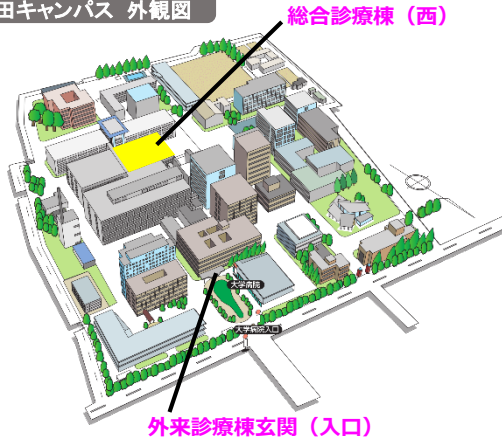 田キャンパス 外観図
総合診療棟（西）
大学病院
大学病院入口
外来診療棟玄関（入口）